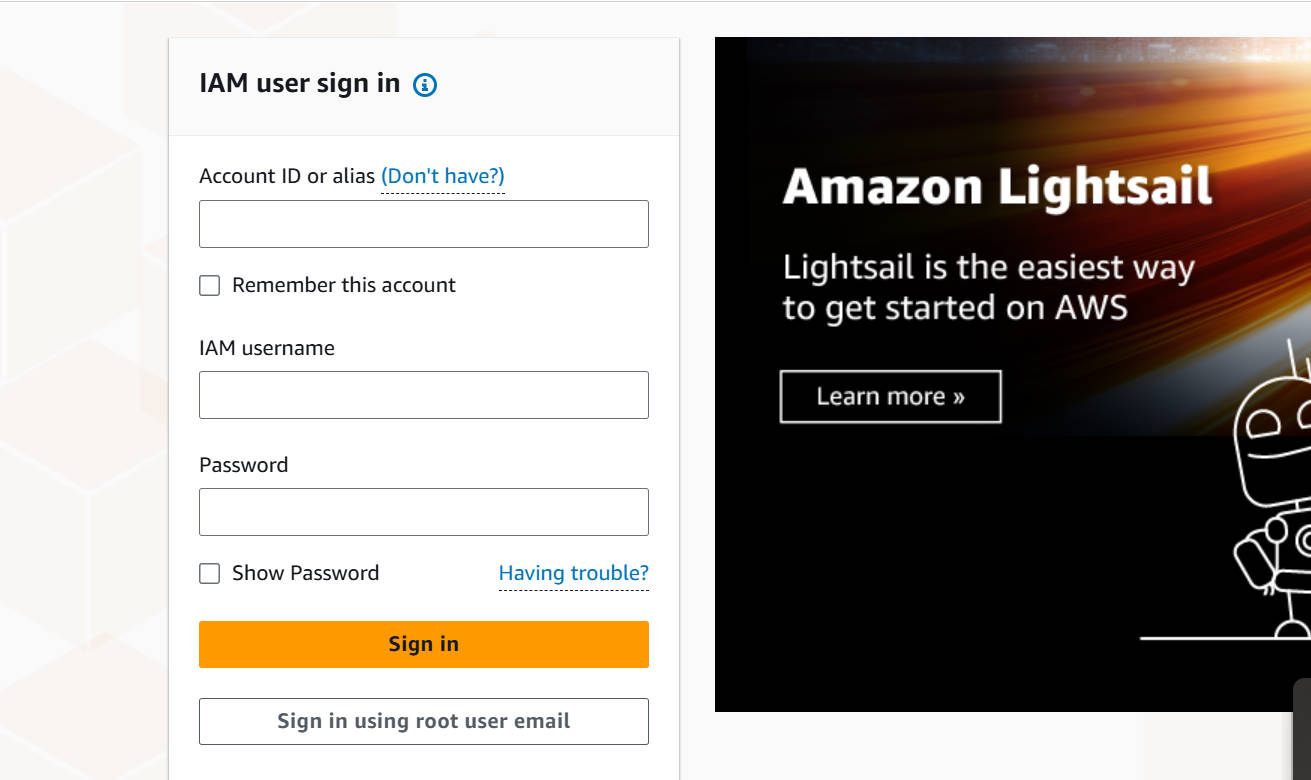 IAM user sign in
Account ID or alias (Don't have?)
Remember this account
IAM username
Password
Show Password
Having trouble?
Sign in
Sign in using root user email
Amazon Lightsail
Lightsail is the easiest way
to get started on AWS
Learn more »